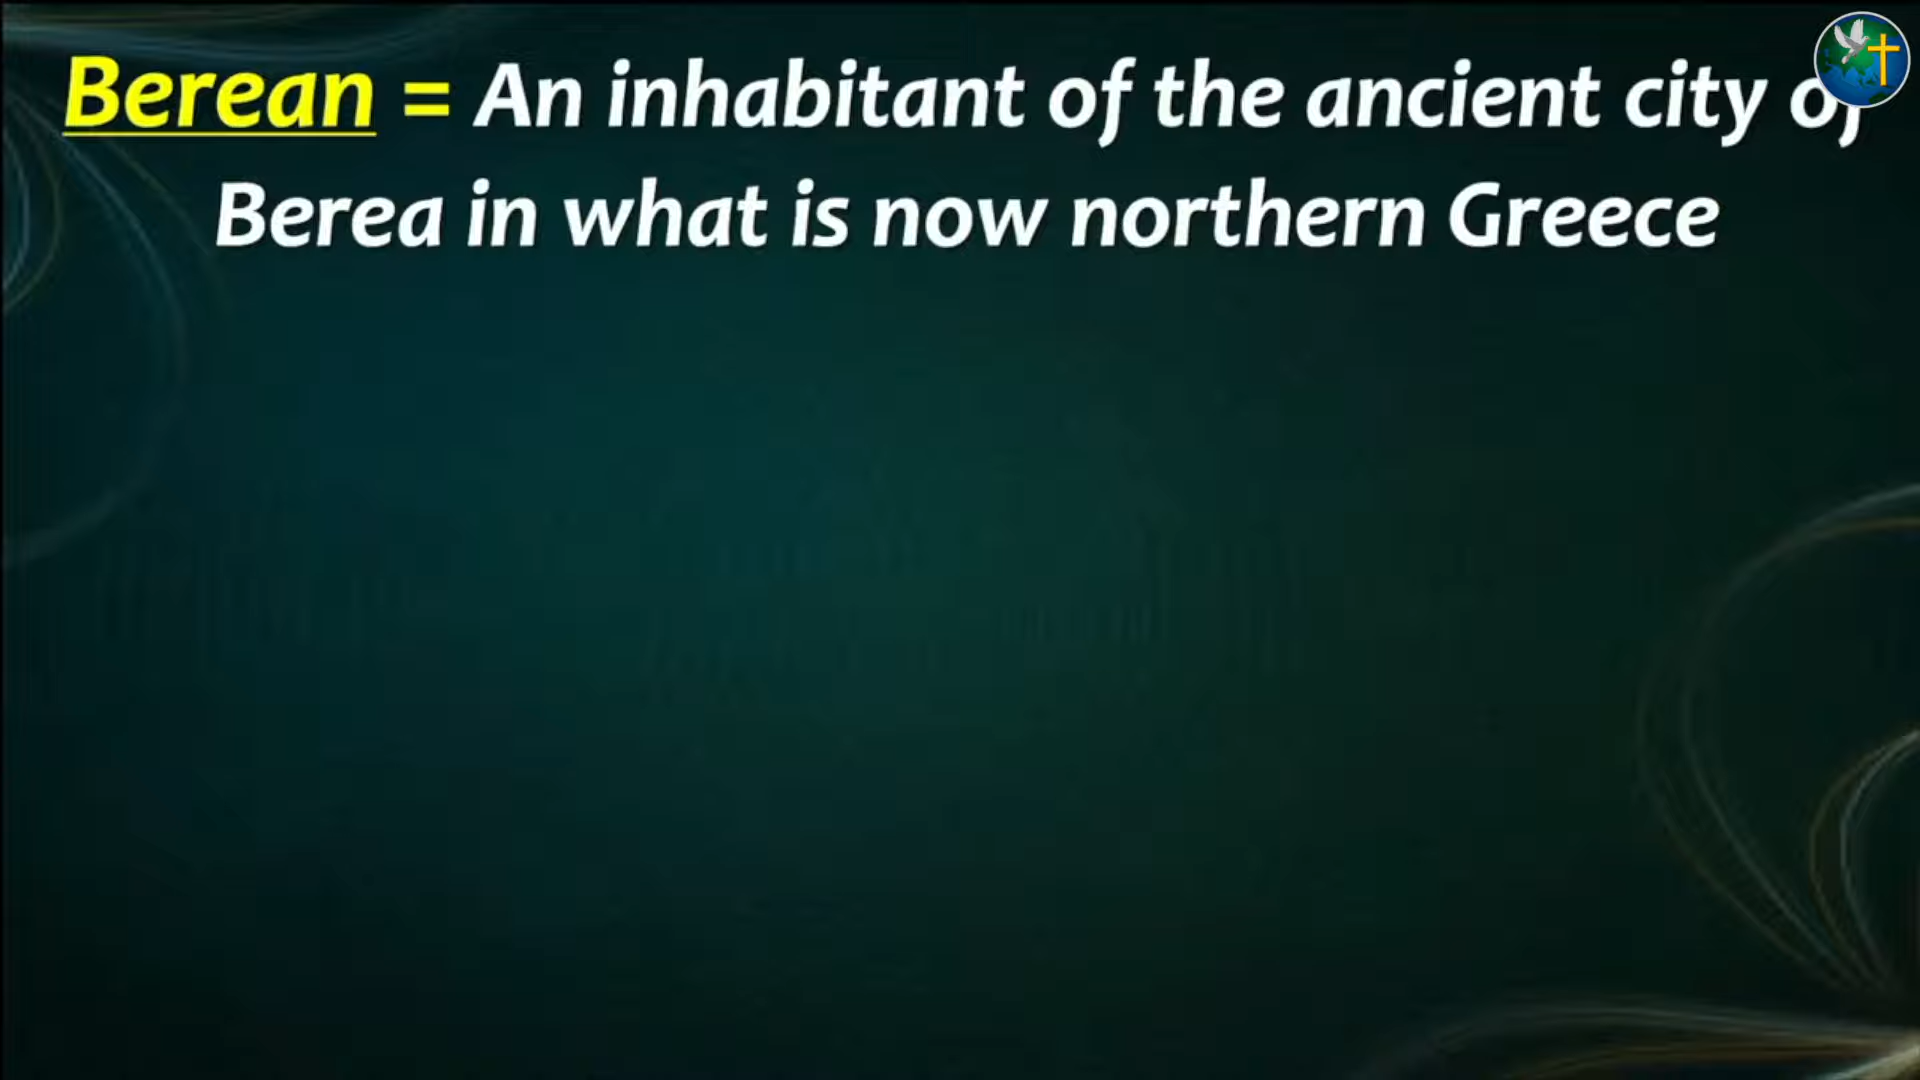 Berean = An inhabitant of the ancient city of
Berea in what is now northern Greece